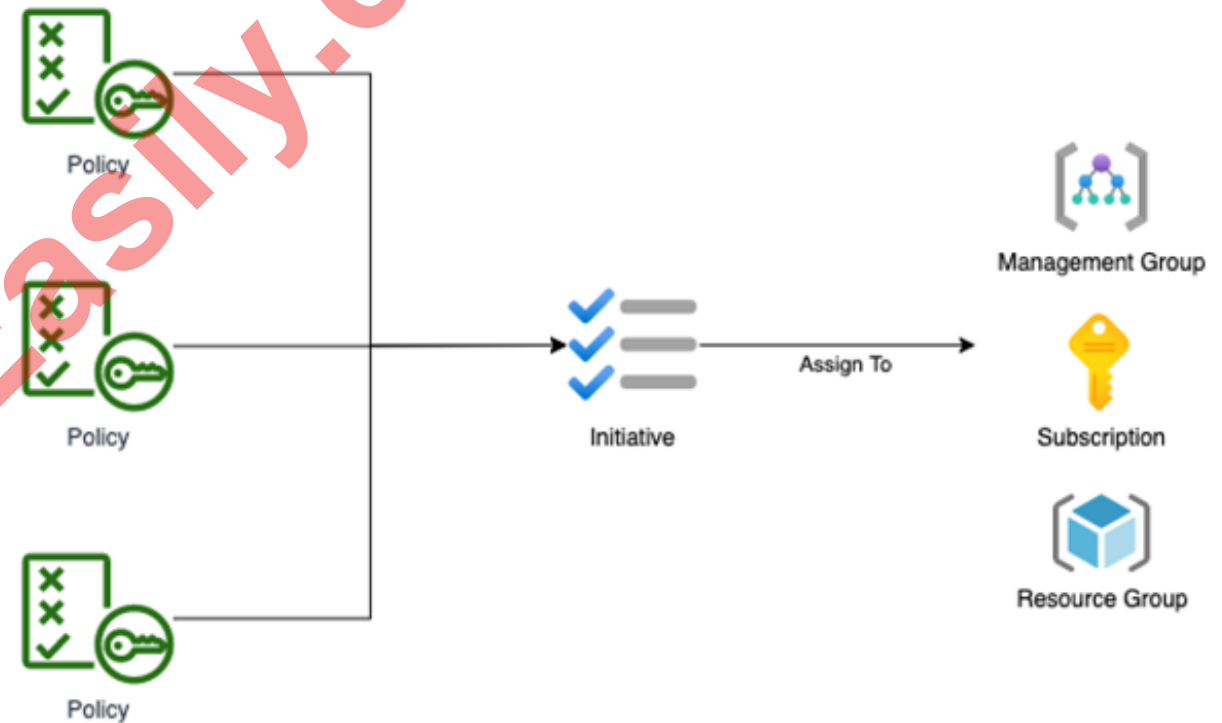 Policy
Policy
Policy
Initiative
Assign To
Management Group
Subscription
Resource Group